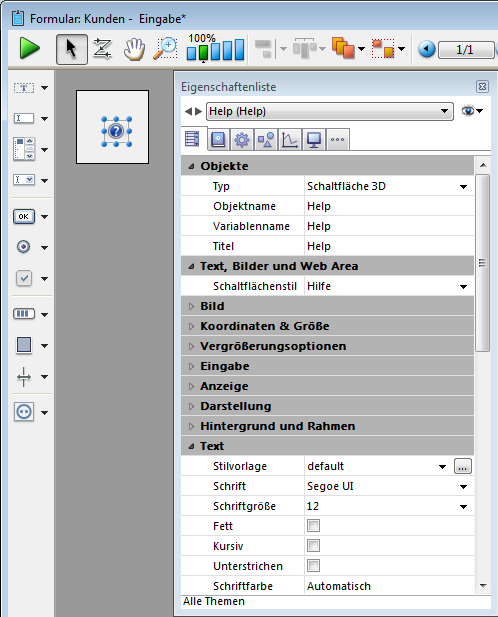 Formular: Kunden -  Eingabe*
100%
1/1
T
I
I
OK
Eigenschaftenliste
Help (Help)
Objekte
Typ Schaltfläche 3D
Objektname Help
Variablenname Help
Titel Help
Text, Bilder und Web Area
Schaltflächenstil Hilfe
Bild
Koordinaten & Größe
Vergrößerungsoptionen
Eingabe
Anzeige
Darstellung
Hintergrund und Rahmen
Text
Stilvorlage default ...
Schrift Segoe UI
Schriftgröße 12
Fett
Kursiv
Unterstrichen
Schriftfarbe Automatisch
Alle Themen